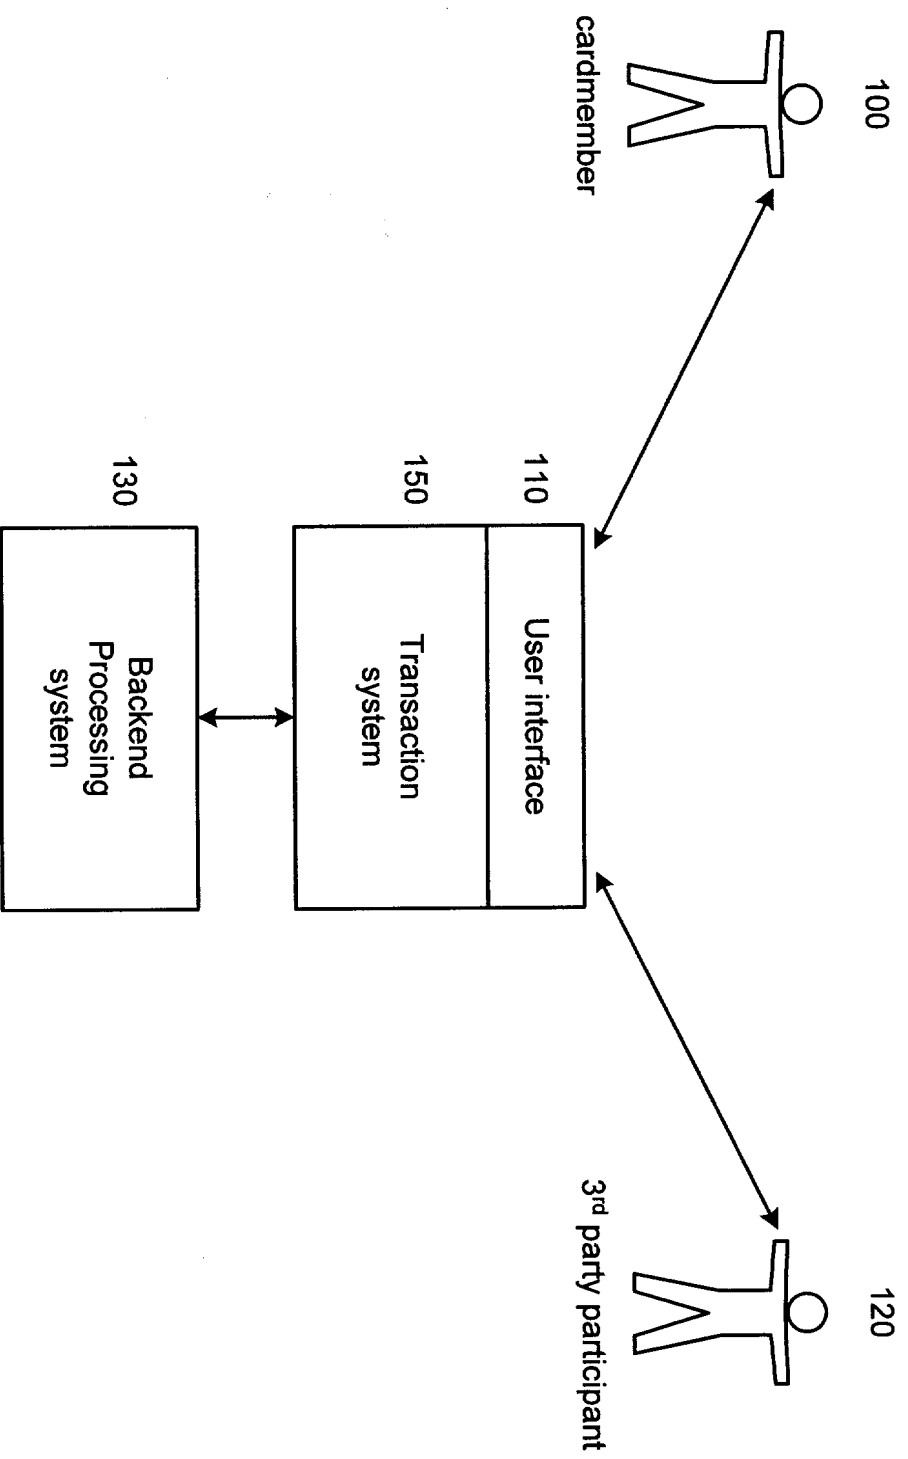 100
cardmember
120
3rd party participant
110
User interface
150
Transaction
system
130
Backend
Processing
system